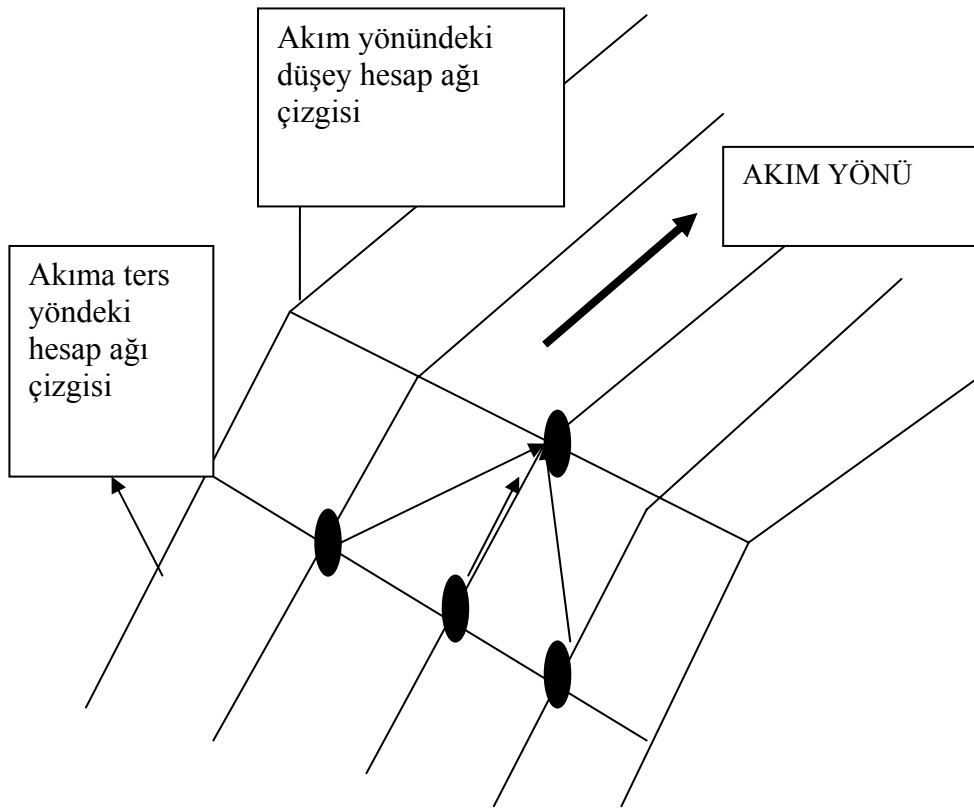 Akım yönündeki
düşey hesap ağı
çizgisi
AKIM YÖNÜ
Akıma ters
yöndeki
hesap ağı
çizgisi